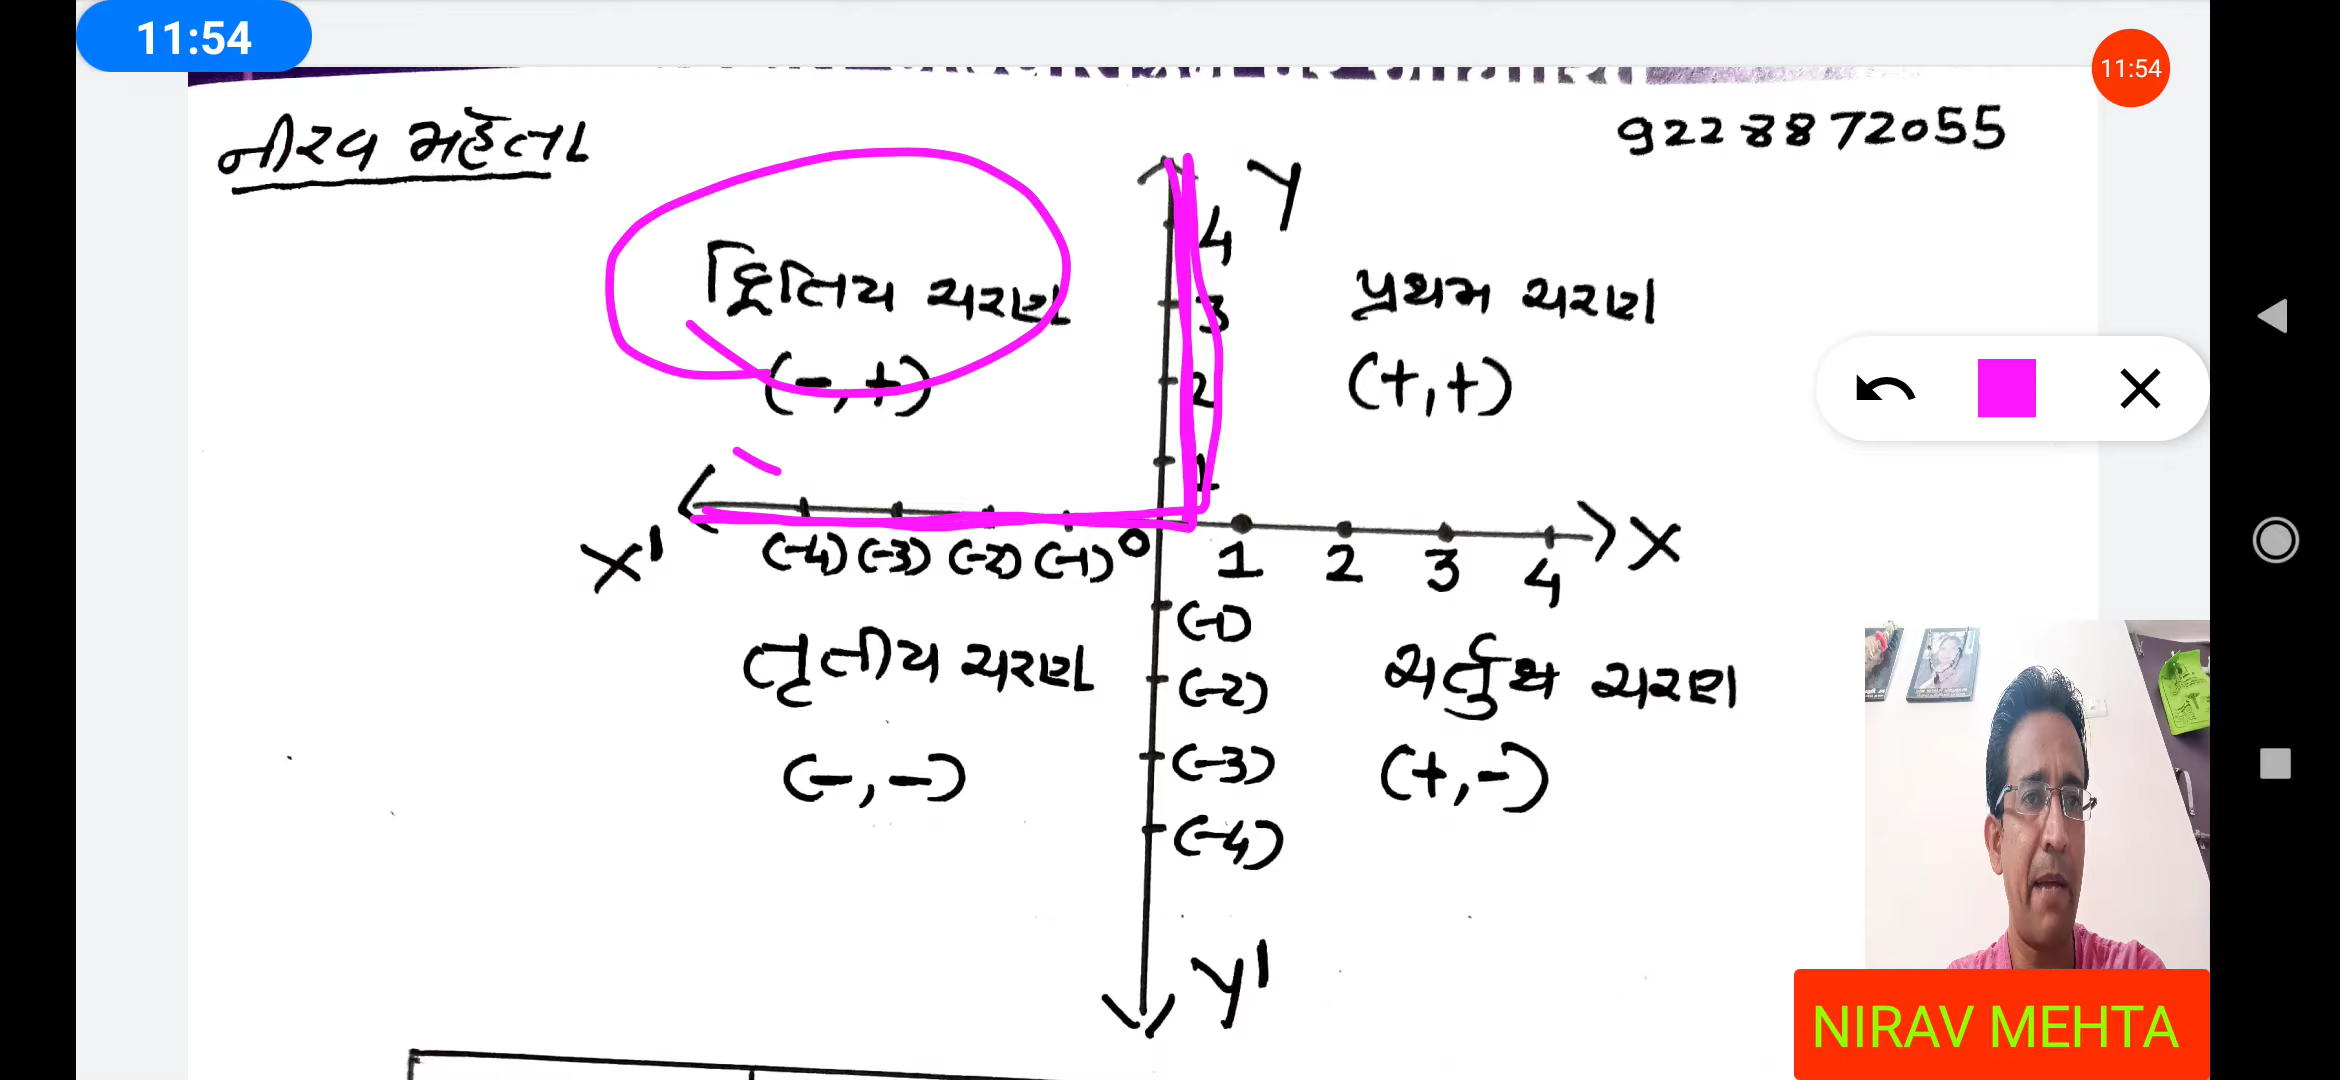 11:54
11:54
નીરવ મહેતા
9228872055
Y
4
દ્વિતિય ચરણ
પ્રથમ ચરણ
3
(-,+)
2
(+,+)
1
X'
(-4) (-3) (-2) (-1) 0 1 2 3 4
X
(-1)
તૃતીય ચરણ
(-2)
ચર્તુથ ચરણ
(-,-)
(-3)
(+,-)
(-4)
Y'
NIRAV MEHTA